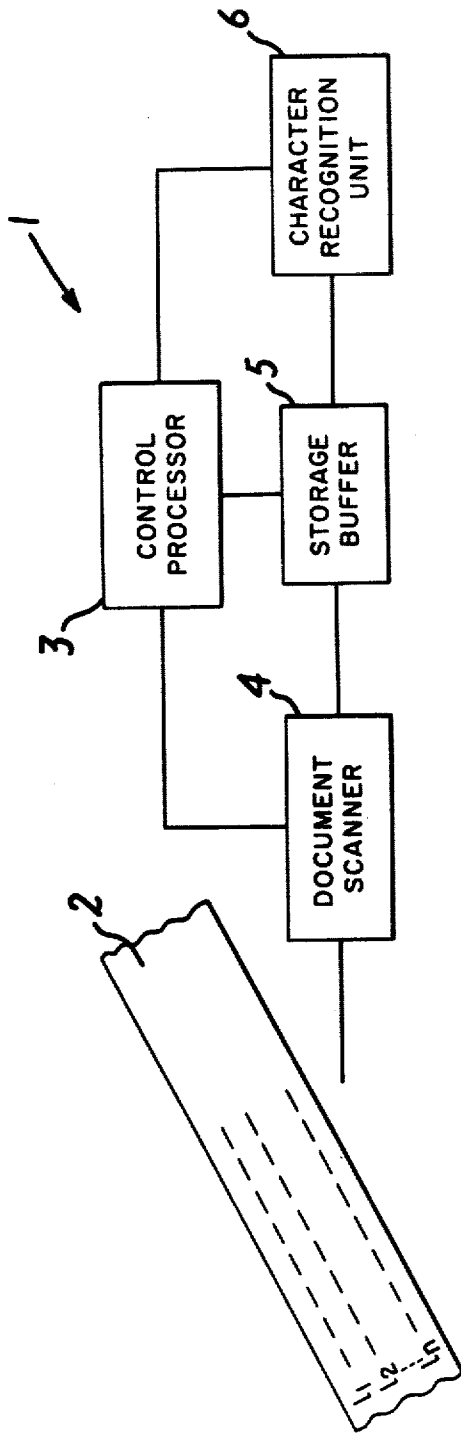 1
2
L1
L2
Ln
3
CONTROL
PROCESSOR
4
DOCUMENT
SCANNER
5
STORAGE
BUFFER
6
CHARACTER
RECOGNITION
UNIT